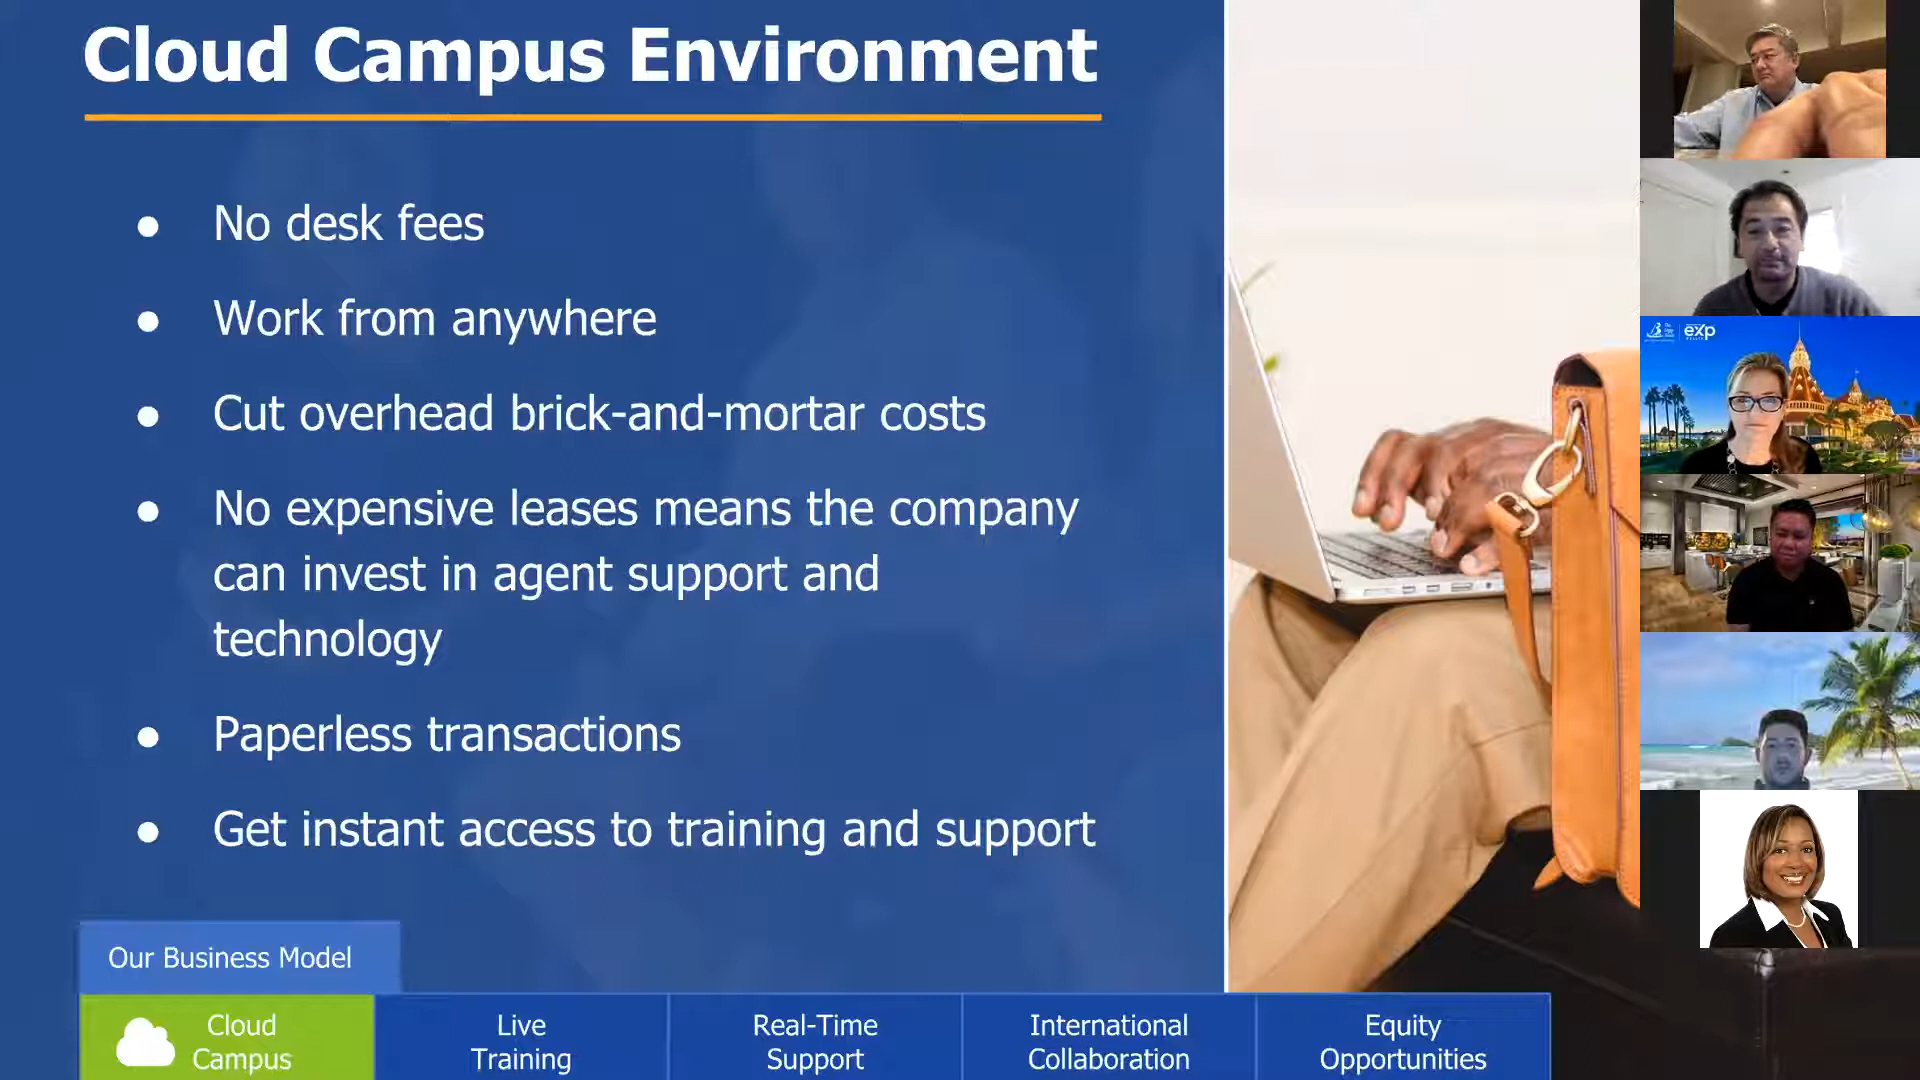 Cloud Campus Environment
● No desk fees
● Work from anywhere
● Cut overhead brick-and-mortar costs
● No expensive leases means the company
can invest in agent support and
technology
● Paperless transactions
● Get instant access to training and support
Our Business Model
Cloud
Campus
Live
Training
Real-Time
Support
International
Collaboration
Equity
Opportunities
exp
REALTY